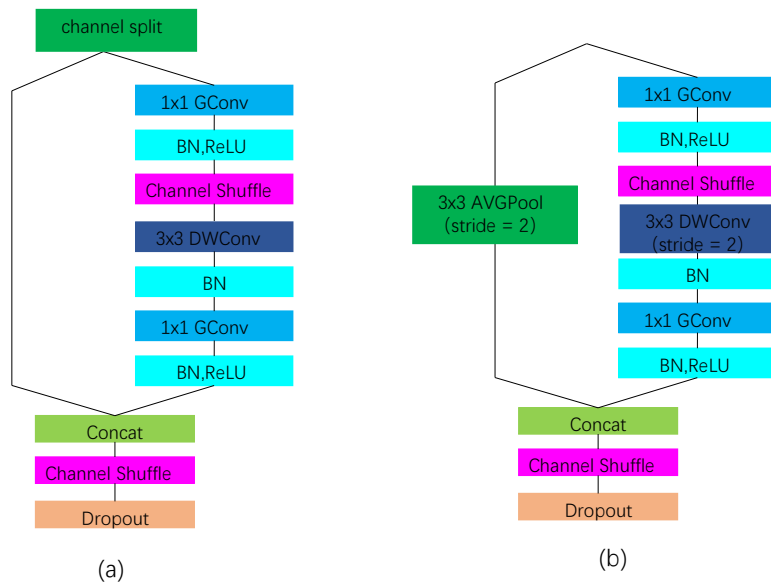 channel split
1x1 GConv
BN,ReLU
Channel Shuffle
3x3 DWConv
BN
1x1 GConv
BN,ReLU
Concat
Channel Shuffle
Dropout
(a)
1x1 GConv
BN,ReLU
Channel Shuffle
3x3 AVGPool
(stride = 2)
3x3 DWConv
(stride = 2)
BN
1x1 GConv
BN,ReLU
Concat
Channel Shuffle
Dropout
(b)